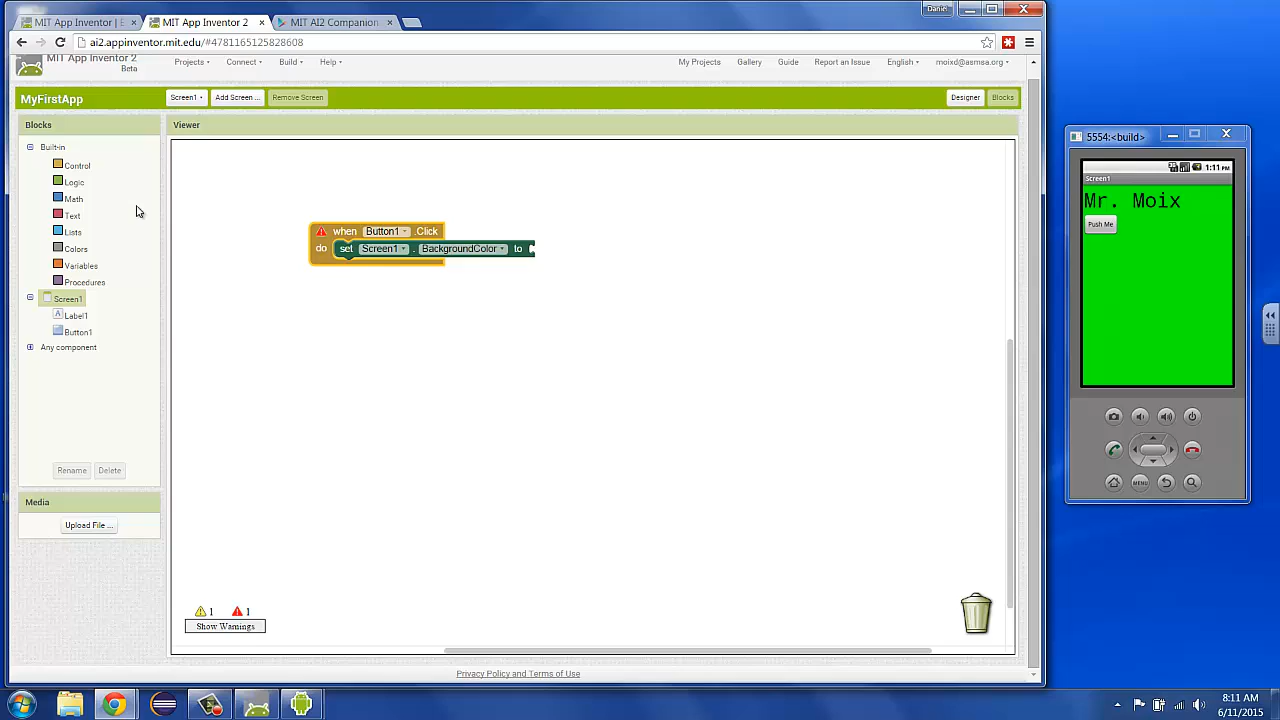 Daniel
MIT App Inventor | E
MIT App Inventor 2
MIT AI2 Companion
ai2.appinventor.mit.edu/#4781165125828608
MIT App Inventor 2
Beta
Projects
Connect
Build
Help
My Projects
Gallery
Guide
Report an Issue
English
moixd@asmsa.org
MyFirstApp
Screen1
Add Screen ...
Remove Screen
Designer
Blocks
Blocks
Viewer
Built-in
Control
Logic
Math
Text
Lists
Colors
Variables
Procedures
Screen1
Label1
Button1
Any component
Rename
Delete
Media
Upload File ...
when Button1 .Click
do set Screen1 . BackgroundColor to
1 1
Show Warnings
Privacy Policy and Terms of Use
5554:<build>
1:11 PM
Screen1
Mr. Moix
Push Me
MENU
8:11 AM
6/11/2015